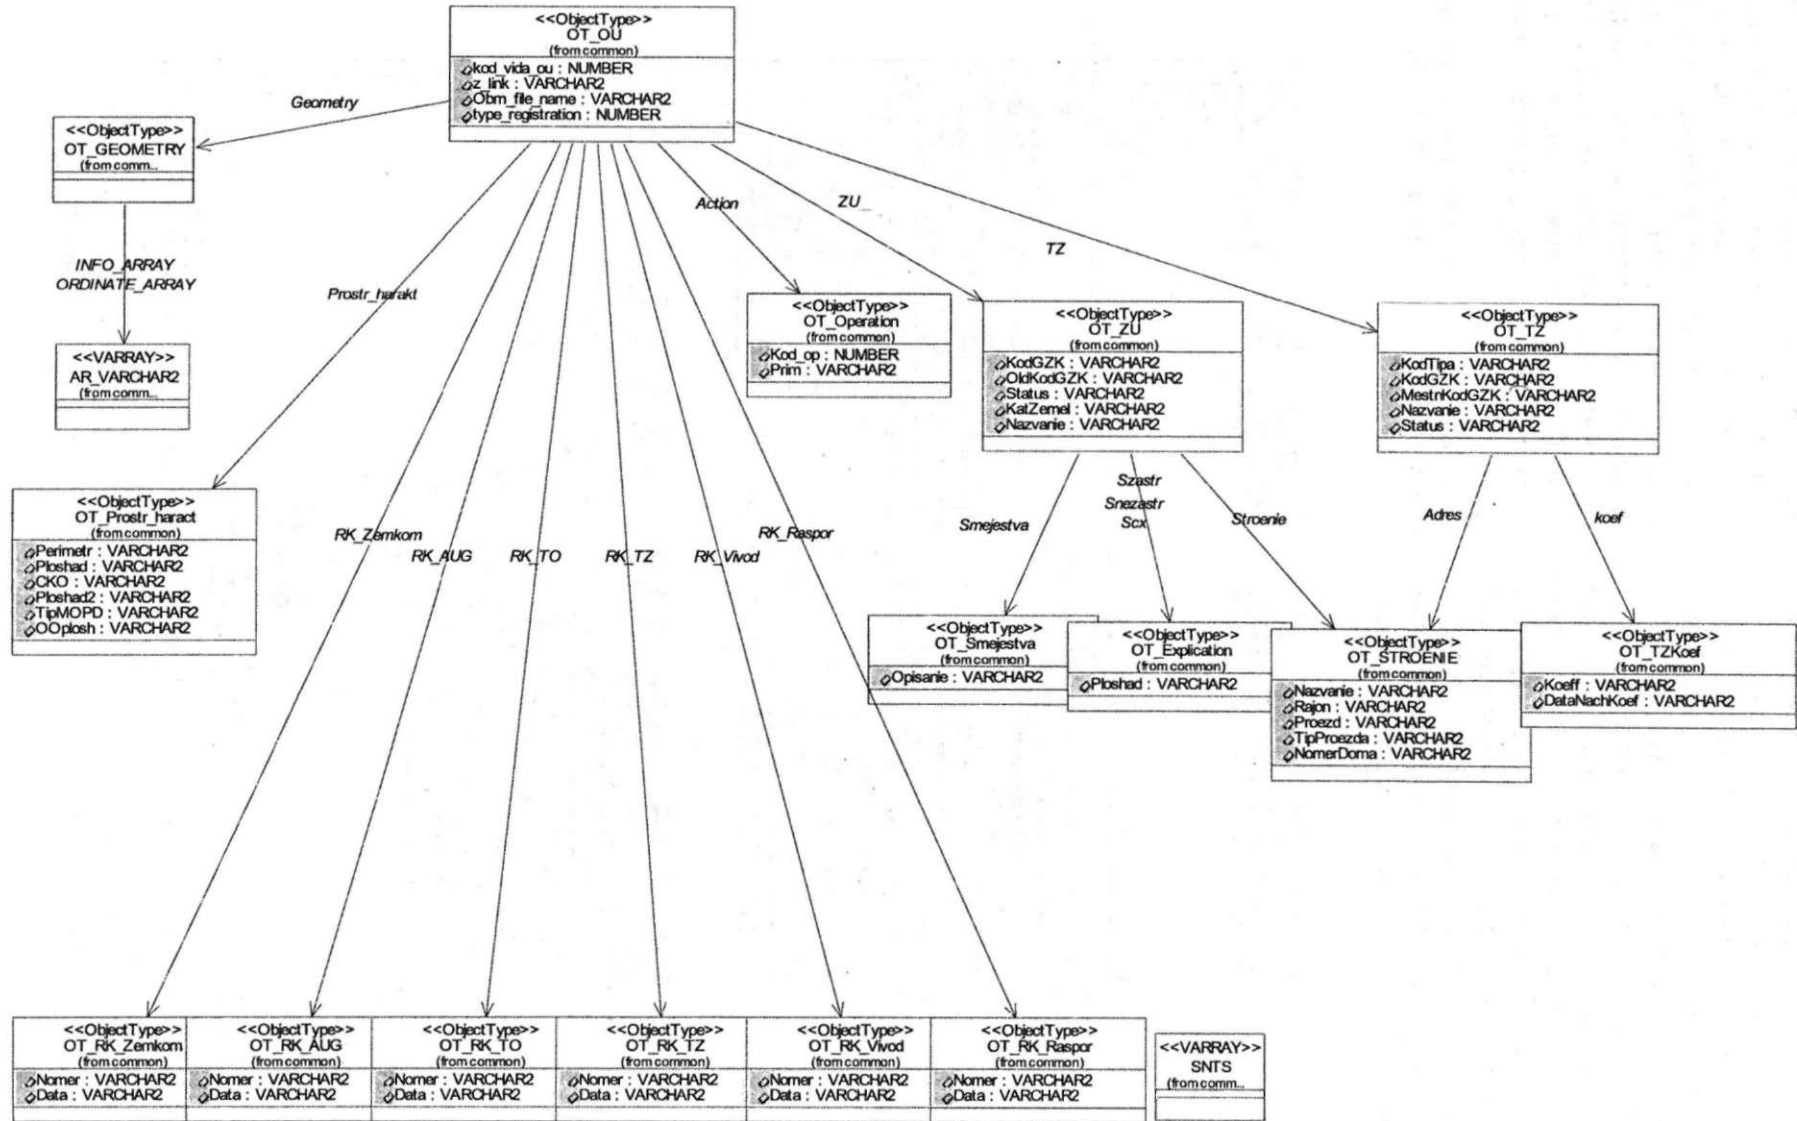 <<ObjectType>>
OT_OU
(from common)
kod_vida_ou : NUMBER
z_link : VARCHAR2
Obm_file_name : VARCHAR2
type_registration : NUMBER
Geometry
<<ObjectType>>
OT_GEOMETRY
(from comm...
INFO_ARRAY
ORDINATE_ARRAY
<<VARRAY>>
AR_VARCHAR2
(from comm...
Prostr_harakt
Action
ZU
TZ
<<ObjectType>>
OT_Operation
(from common)
Kod_op : NUMBER
Prim : VARCHAR2
<<ObjectType>>
OT_ZU
(from common)
KodGZK : VARCHAR2
OldKodGZK : VARCHAR2
Status : VARCHAR2
KatZemel : VARCHAR2
Nazvanie : VARCHAR2
<<ObjectType>>
OT_TZ
(from common)
KodTipa : VARCHAR2
KodGZK : VARCHAR2
MestnKodGZK : VARCHAR2
Nazvanie : VARCHAR2
Status : VARCHAR2
<<ObjectType>>
OT_Prostr_haract
(from common)
Perimetr : VARCHAR2
Ploshad : VARCHAR2
CKO : VARCHAR2
Ploshad2 : VARCHAR2
TipMOPD : VARCHAR2
OOplosh : VARCHAR2
RK_Zemkom
RK_AUG
RK_TO
RK_TZ
RK_Vivod
RK_Raspor
Smejestva
Szastr
Snezastr
Scx
Stroenie
Adres
koef
<<ObjectType>>
OT_Smejestva
(from common)
Opisanie : VARCHAR2
<<ObjectType>>
OT_Explication
(from common)
Ploshad : VARCHAR2
<<ObjectType>>
OT_STROENIE
(from common)
Nazvanie : VARCHAR2
Rajon : VARCHAR2
Proezd : VARCHAR2
TipProezda : VARCHAR2
NomerDoma : VARCHAR2
<<ObjectType>>
OT_TZKoef
(from common)
Koeff : VARCHAR2
DataNachKoef : VARCHAR2
<<ObjectType>>
OT_RK_Zemkom
(from common)
Nomer : VARCHAR2
Data : VARCHAR2
<<ObjectType>>
OT_RK_AUG
(from common)
Nomer : VARCHAR2
Data : VARCHAR2
<<ObjectType>>
OT_RK_TO
(from common)
Nomer : VARCHAR2
Data : VARCHAR2
<<ObjectType>>
OT_RK_TZ
(from common)
Nomer : VARCHAR2
Data : VARCHAR2
<<ObjectType>>
OT_RK_Vivod
(from common)
Nomer : VARCHAR2
Data : VARCHAR2
<<ObjectType>>
OT_RK_Raspor
(from common)
Nomer : VARCHAR2
Data : VARCHAR2
<<VARRAY>>
SNTS
(from comm...